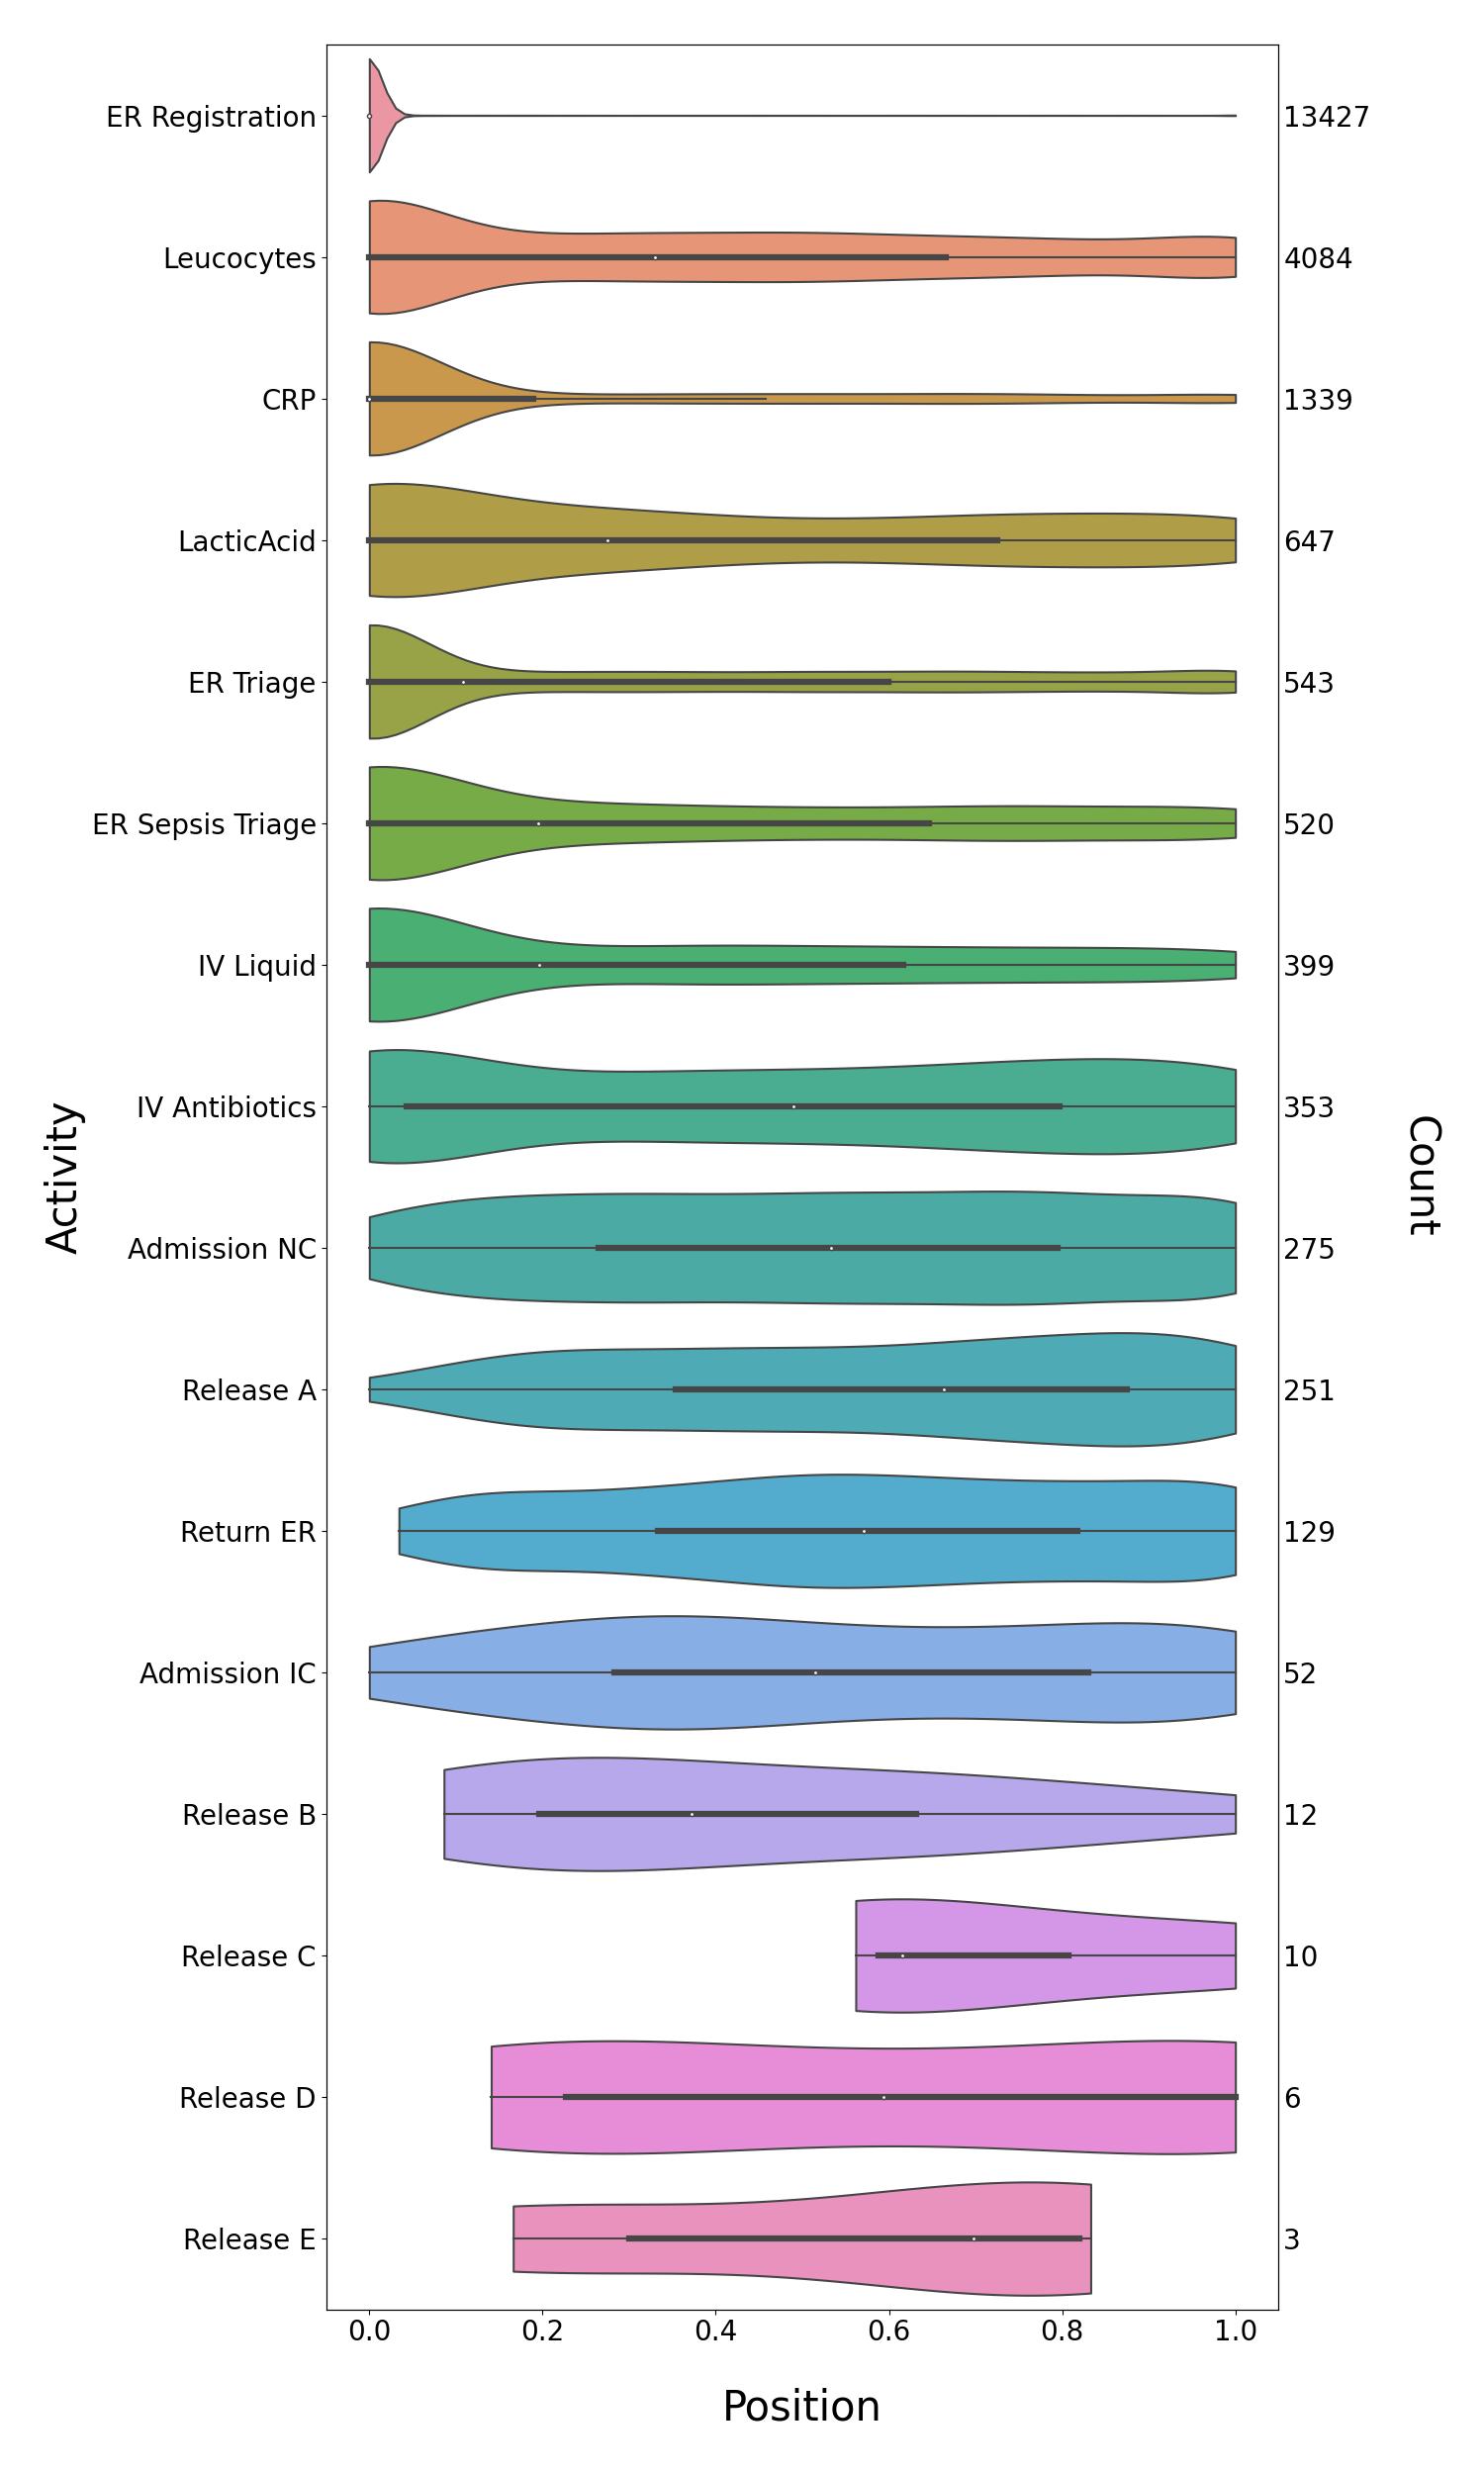 ER Registration 13427
Leucocytes 4084
CRP 1339
LacticAcid 647
ER Triage 543
ER Sepsis Triage 520
IV Liquid 399
IV Antibiotics 353
Activity
Count
Admission NC 275
Release A 251
Return ER 129
Admission IC 52
Release B 12
Release C 10
Release D 6
Release E 3
0.0 0.2 0.4 0.6 0.8 1.0
Position